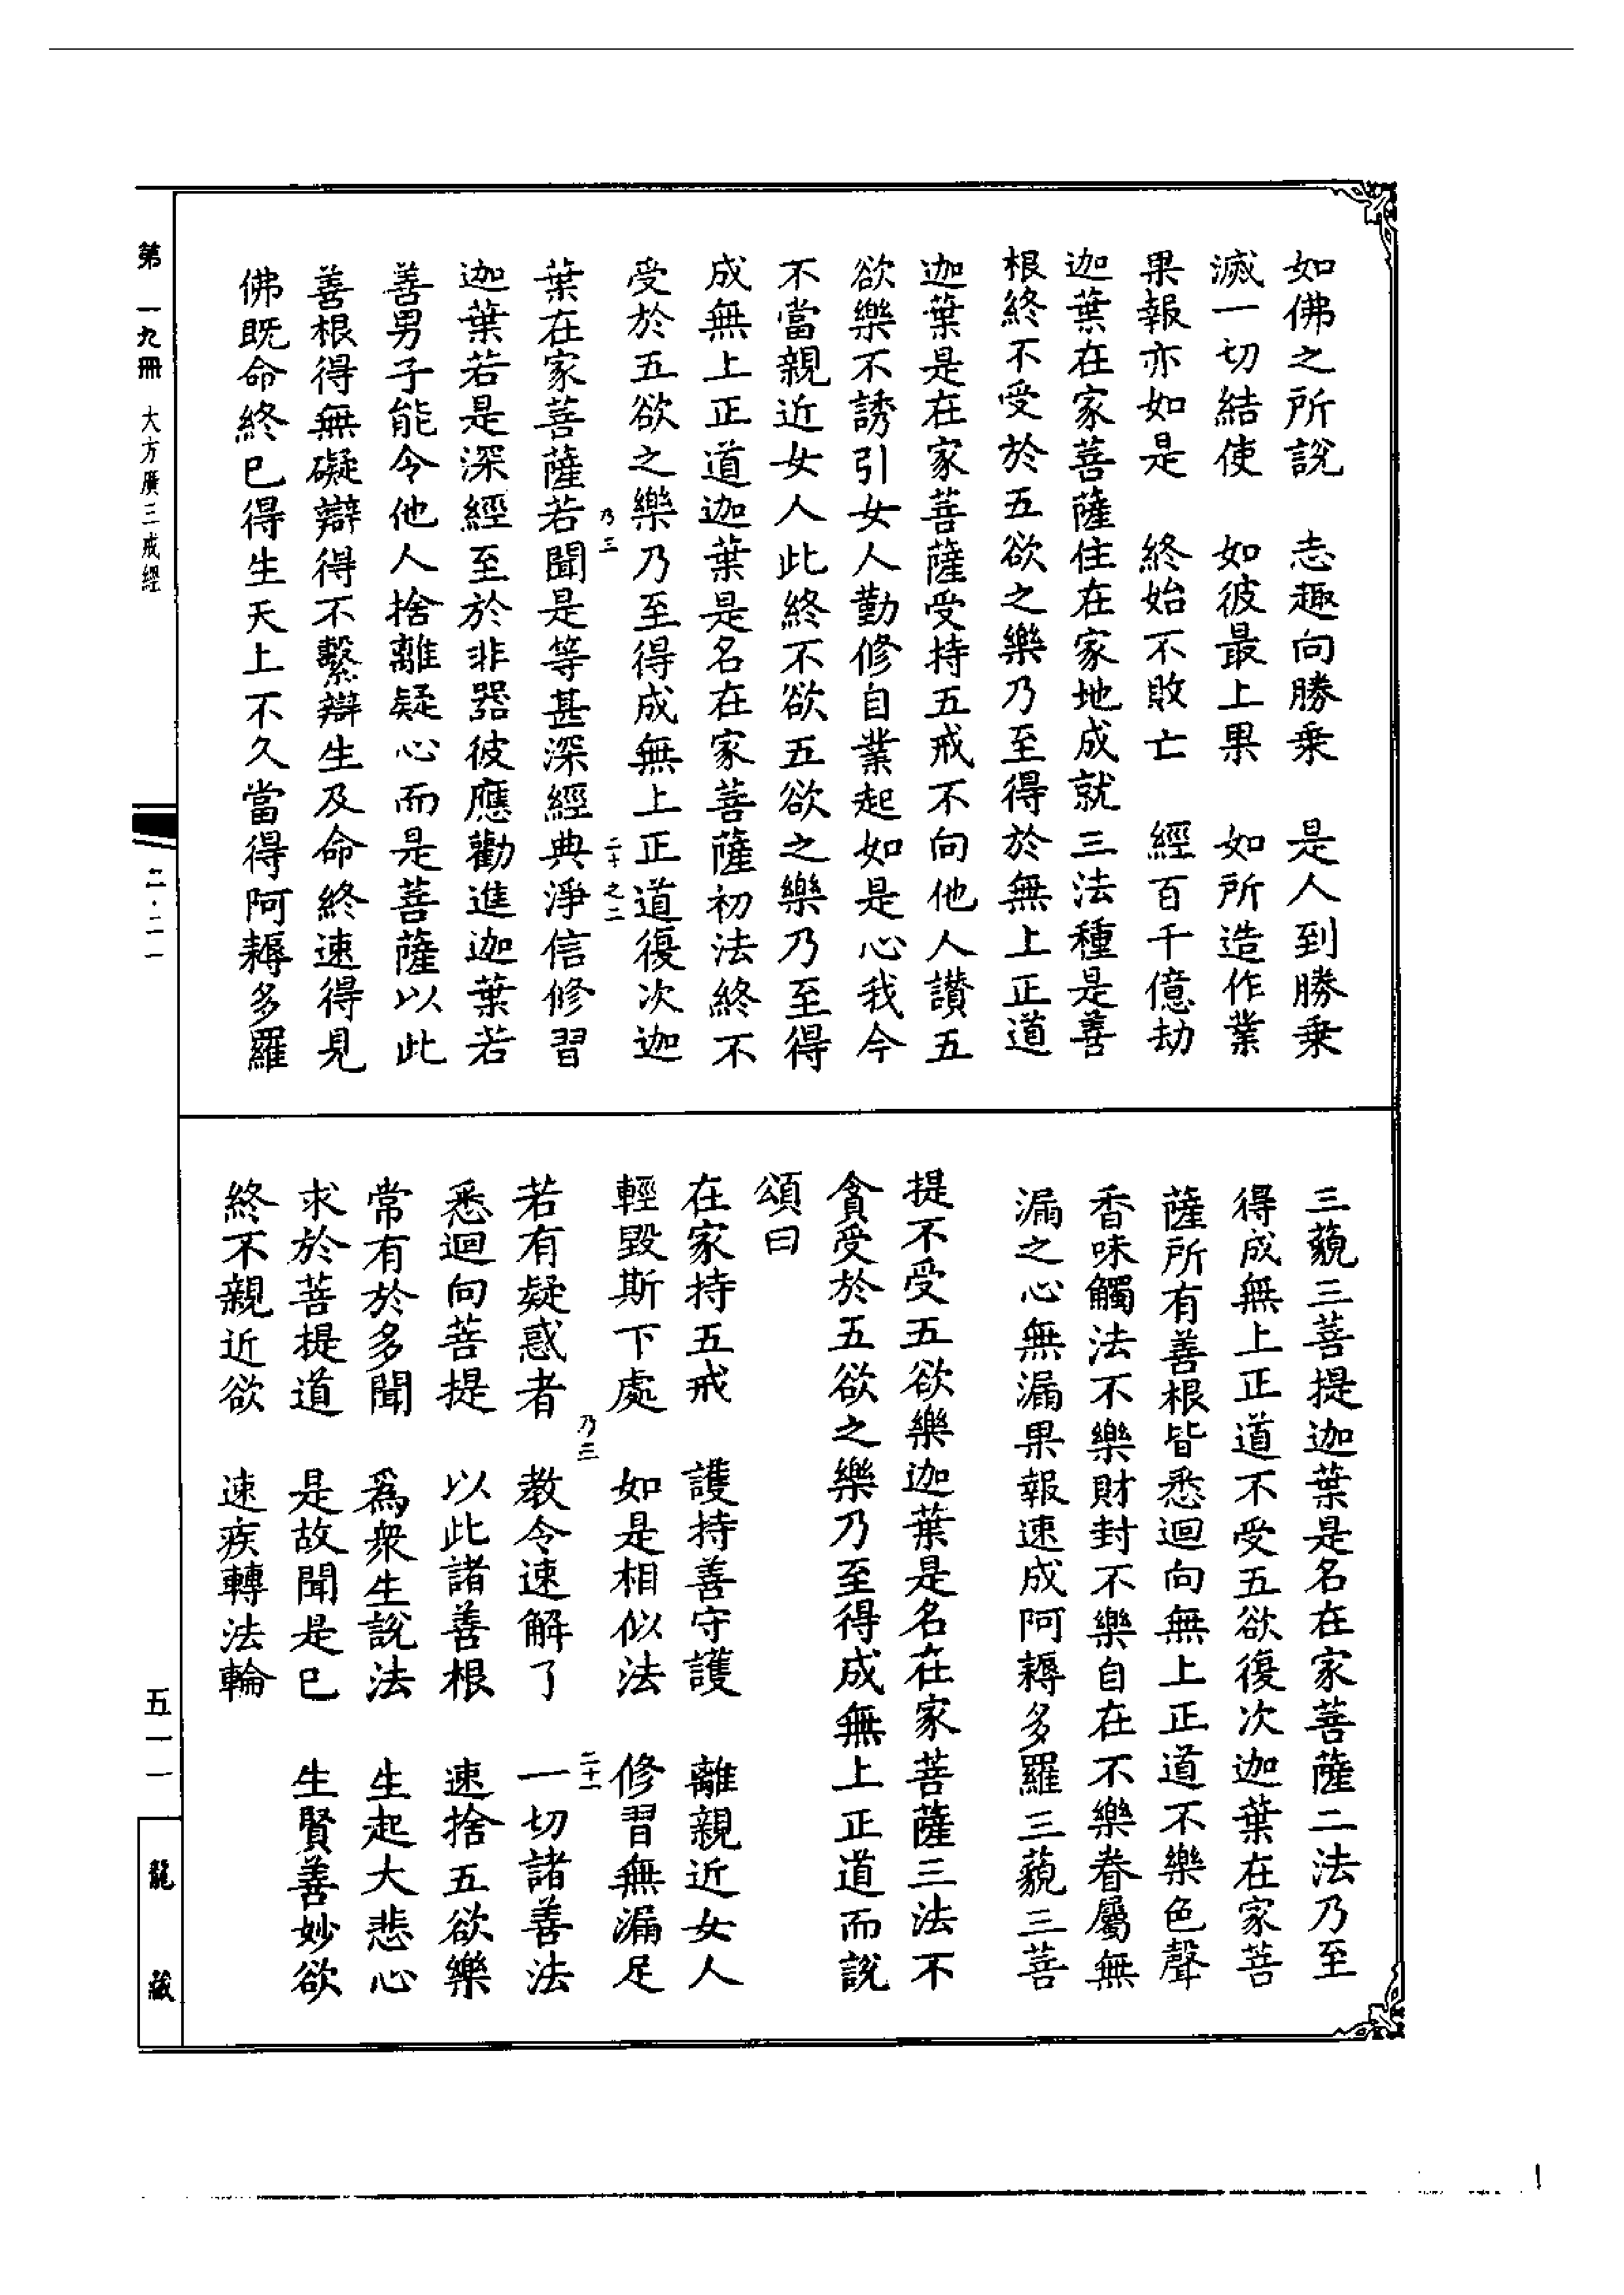 如佛之所說　志趣向勝乘　是人到勝乘
滅一切結使　如彼最上果　如所造作業
果報亦如是　終始不敗亡　經百千億劫
迦葉在家菩薩住在家地成就三法種是善
根終不受於五欲之樂乃至得於無上正道
迦葉是在家菩薩受持五戒不向他人讚五
欲樂不誘引女人勤修自業起如是心我今
不當親近女人此終不欲五欲之樂乃至得
成無上正道迦葉是名在家菩薩初法終不
受於五欲之樂乃至得成無上正道復次迦
乃三　二十之二
葉在家菩薩若聞是等甚深經典淨信修習
迦葉若是深經至於非器彼應勸進迦葉若
善男子能令他人捨離疑心而是菩薩以此
善根得無礙辯得不繫辯生及命終速得見
佛既命終已得生天上不久當得阿耨多羅
三藐三菩提迦葉是名在家菩薩二法乃至
得成無上正道不受五欲復次迦葉在家菩
薩所有善根皆悉迴向無上正道不樂色聲
香味觸法不樂財封不樂自在不樂眷屬無
漏之心無漏果報速成阿耨多羅三藐三菩
提不受五欲樂迦葉是名在家菩薩三法不
貪受於五欲之樂乃至得成無上正道而說
頌曰
在家持五戒　護持善守護　離親近女人
輕毀斯下處　如是相似法　修習無漏足
乃三　二十一
若有疑惑者　教令速解了　一切諸善法
悉迴向菩提　以此諸善根　速捨五欲樂
常有於多聞　爲衆生說法　生起大悲心
求於菩提道　是故聞是已　生賢善妙欲
終不親近欲　速疾轉法輪
第一九冊　大方廣三戒經
二·二一
五一一
龍藏